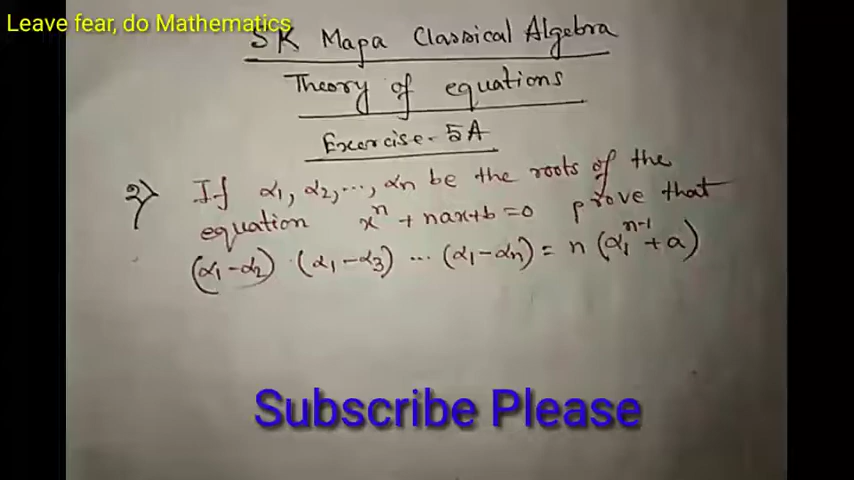 Leave fear, do Mathematics
SK Mapa Classical Algebra
Theory of equations
Exercise - 5A
2) If α1, α2, ..., αn be the roots of the
equation x^n + nax+b=0 prove that
(α1-α2) . (α1-α3) ... (α1-αn) = n (α1^n-1 + a)
Subscribe Please